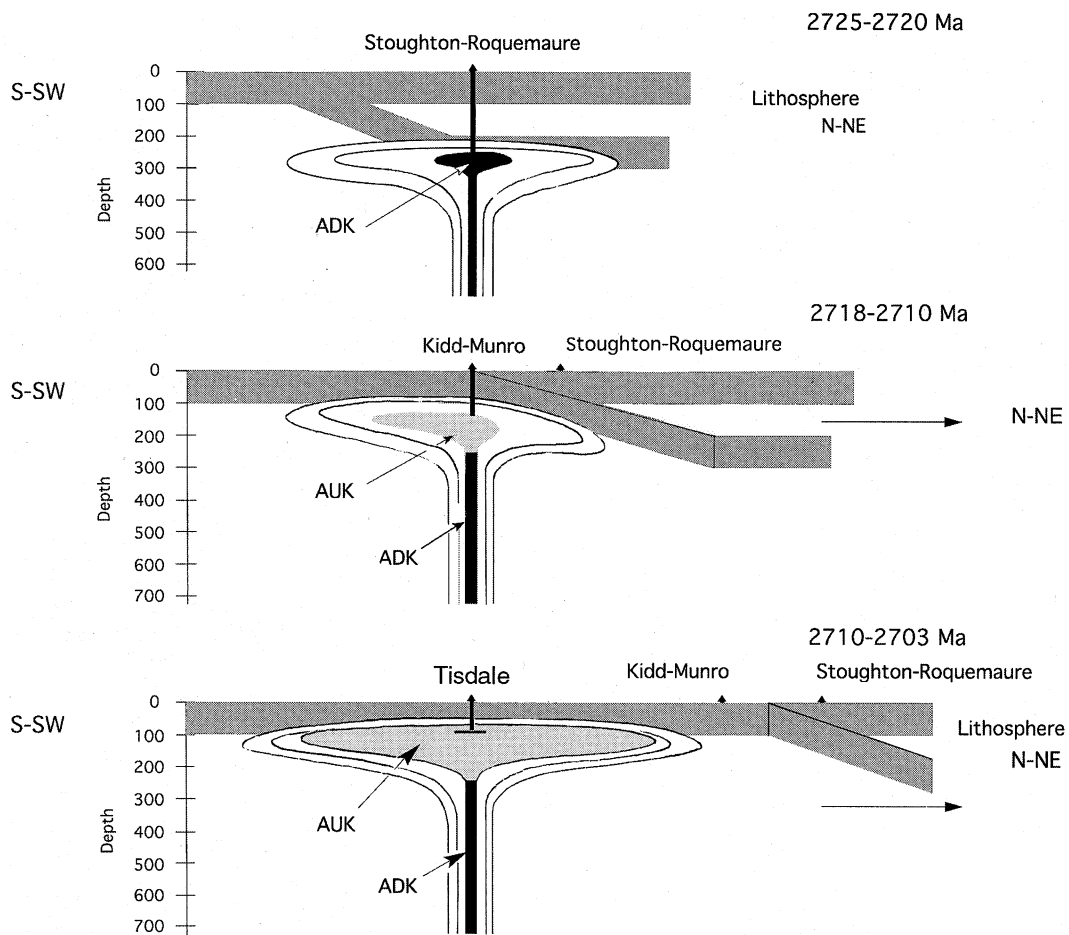 2725-2720 Ma
Stoughton-Roquemaure
S-SW
Lithosphere
N-NE
Depth
0
100
200
300
400
500
600
ADK
2718-2710 Ma
Kidd-Munro
Stoughton-Roquemaure
S-SW
N-NE
Depth
0
100
200
300
400
500
600
700
AUK
ADK
2710-2703 Ma
Tisdale
Kidd-Munro
Stoughton-Roquemaure
S-SW
Lithosphere
N-NE
Depth
0
100
200
300
400
500
600
700
AUK
ADK